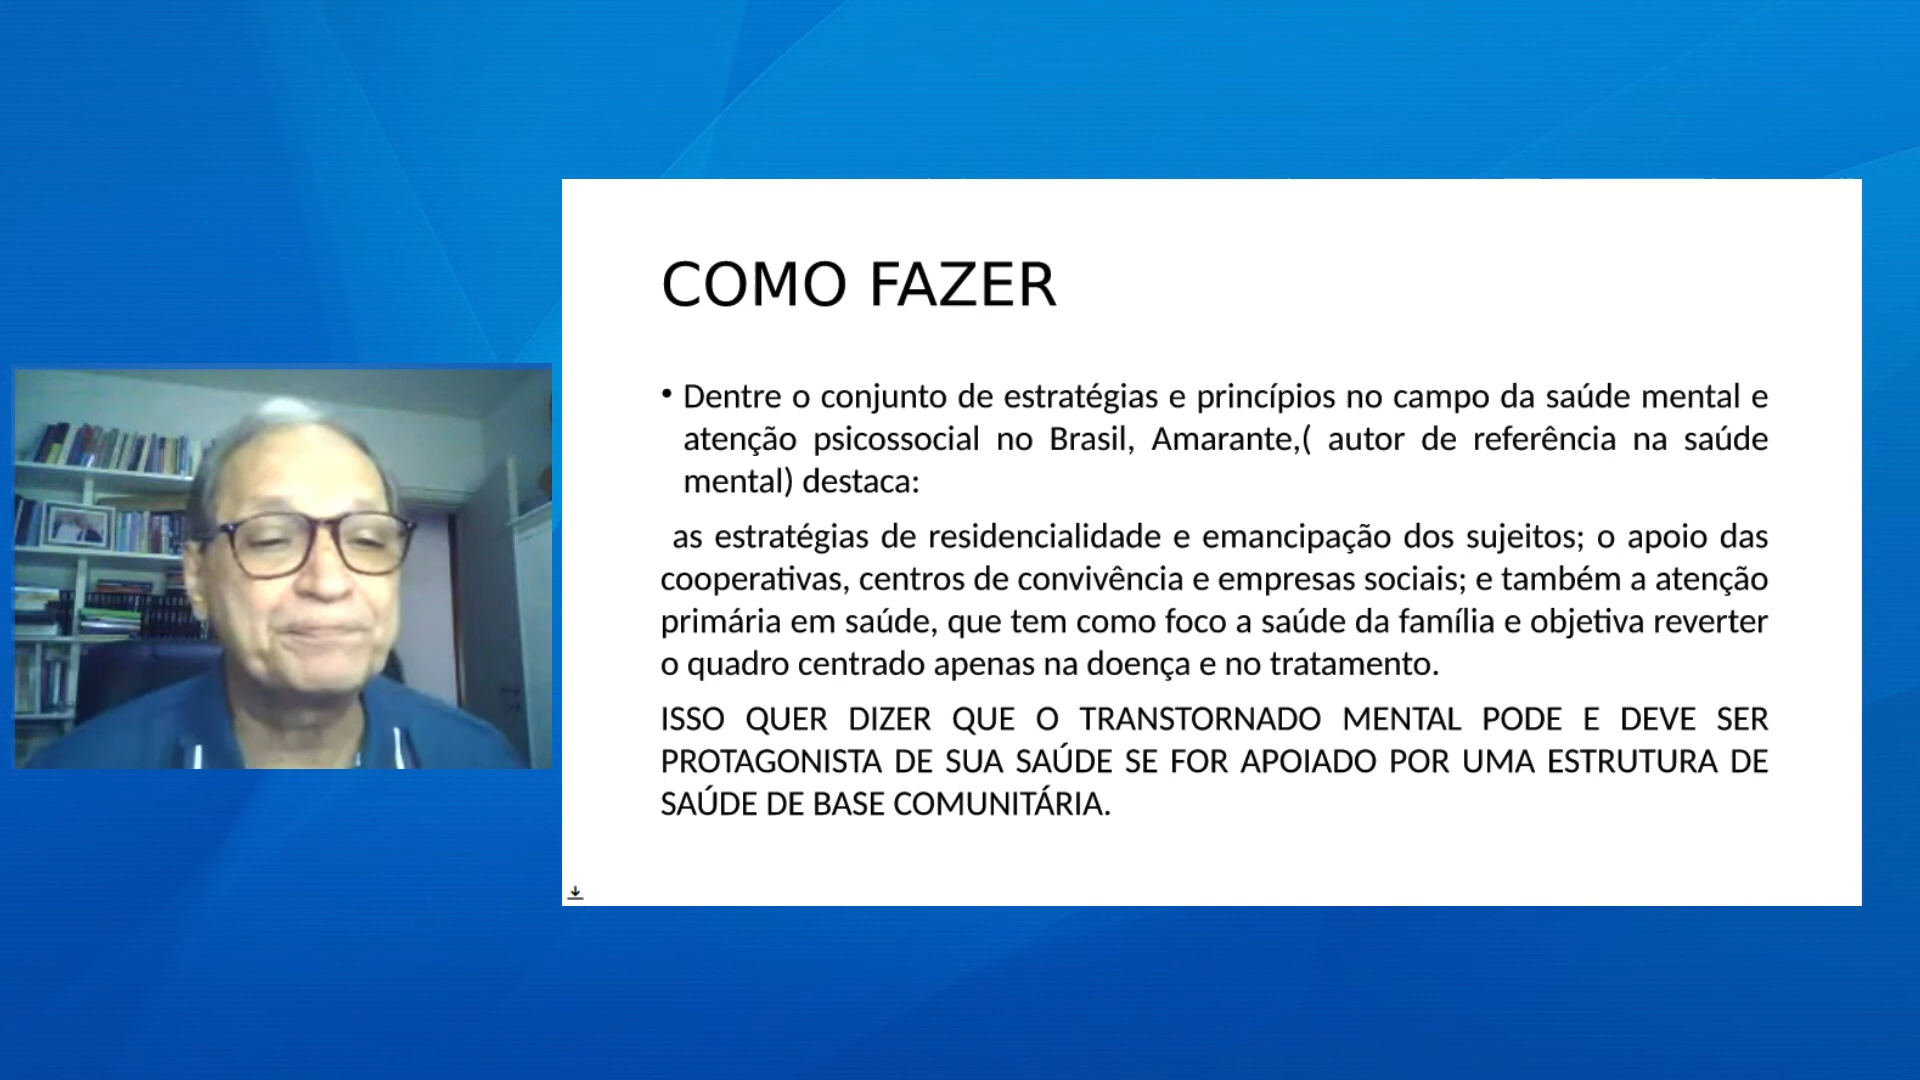 COMO FAZER
• Dentre o conjunto de estratégias e princípios no campo da saúde mental e
atenção psicossocial no Brasil, Amarante,( autor de referência na saúde
mental) destaca:
as estratégias de residencialidade e emancipação dos sujeitos; o apoio das
cooperativas, centros de convivência e empresas sociais; e também a atenção
primária em saúde, que tem como foco a saúde da família e objetiva reverter
o quadro centrado apenas na doença e no tratamento.
ISSO QUER DIZER QUE O TRANSTORNADO MENTAL PODE E DEVE SER
PROTAGONISTA DE SUA SAÚDE SE FOR APOIADO POR UMA ESTRUTURA DE
SAÚDE DE BASE COMUNITÁRIA.